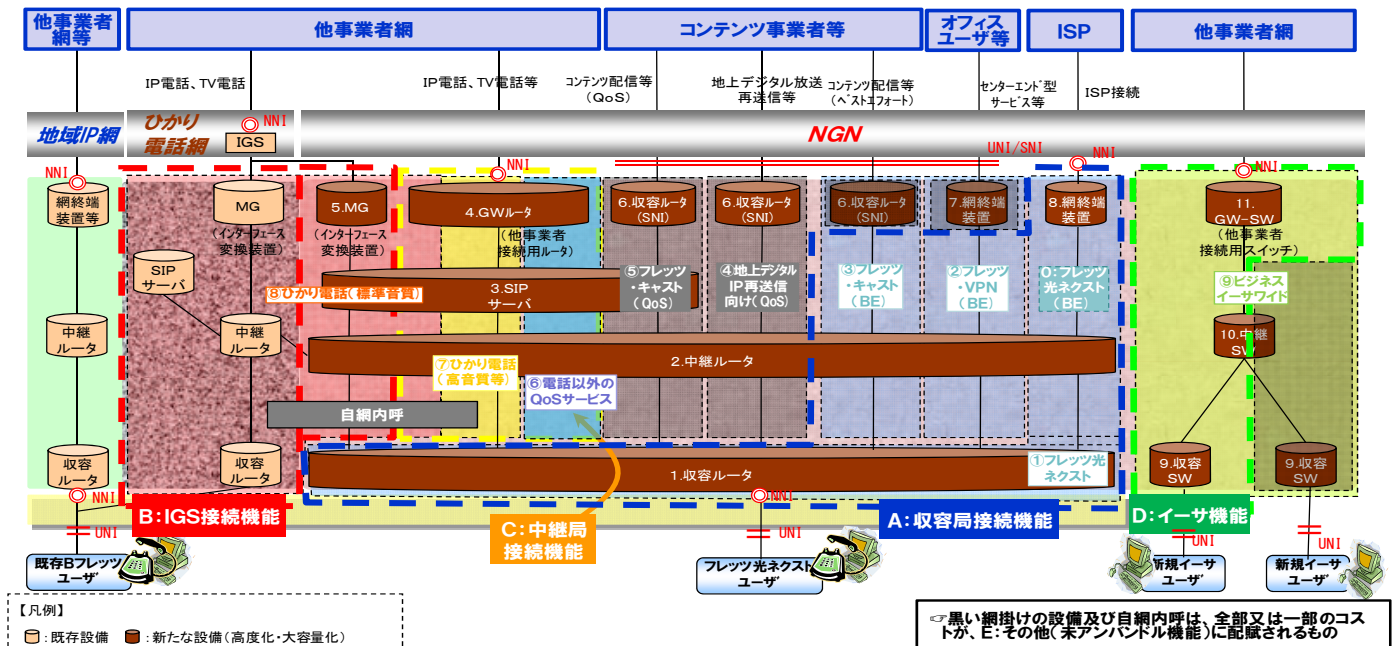 他事業者
網等
他事業者網
コンテンツ事業者等
オフィス
ユーザ等
ISP
他事業者網
IP電話、TV電話
IP電話、TV電話等
コンテンツ配信等
(QoS)
地上デジタル放送
再送信等
コンテンツ配信等
(ベストエフォート)
センターエンド型
サービス等
ISP接続
地域IP網
ひかり
電話網
NNI
IGS
NGN
UNI/SNI
NNI
NNI
NNI
NNI
網終端
装置等
MG
(インターフェース
変換装置)
5.MG
(インターフェース
変換装置)
4.GWルータ
(他事業者
接続用ルータ)
6.収容ルータ
(SNI)
6.収容ルータ
(SNI)
6.収容ルータ
(SNI)
7.網終端
装置
8.網終端
装置
11.
GW-SW
(他事業者
接続用スイッチ)
SIP
サーバ
⑧ひかり電話(標準音質)
3.SIP
サーバ
⑤フレッツ
・キャスト
(QoS)
④地上デジタル
IP再送信
向け(QoS)
③フレッツ
・キャスト
(BE)
②フレッツ
・VPN
(BE)
0:フレッツ
光ネクスト
(BE)
⑨ビジネス
イーサワイド
中継
ルータ
中継
ルータ
2.中継ルータ
10.中継
SW
⑦ひかり電話
(高音質等)
⑥電話以外の
QoSサービス
自網内呼
収容
ルータ
収容
ルータ
1.収容ルータ
①フレッツ光
ネクスト
9.収容
SW
9.収容
SW
NNI
NNI
B:IGS接続機能
C:中継局
接続機能
A:収容局接続機能
D:イーサ機能
UNI
UNI
UNI
UNI
既存Bフレッツ
ユーザ
フレッツ光ネクスト
ユーザ
新規イーサ
ユーザ
新規イーサ
ユーザ
【凡例】
:既存設備 :新たな設備(高度化・大容量化)
☞黒い網掛けの設備及び自網内呼は、全部又は一部のコス
トが、E:その他(未アンバンドル機能)に配賦されるもの